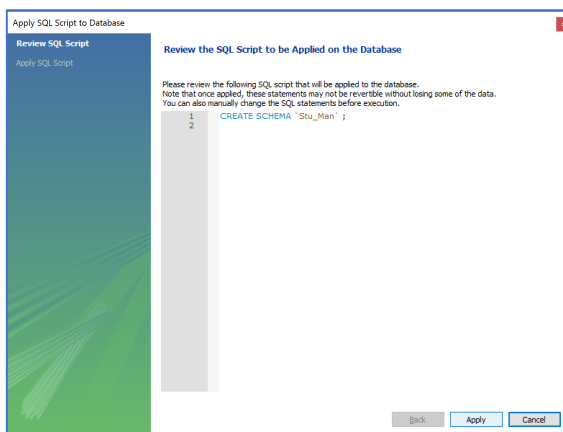 Apply SQL Script to Database
Review SQL Script
Apply SQL Script
Review the SQL Script to be Applied on the Database
Please review the following SQL script that will be applied to the database.
Note that once applied, these statements may not be revertible without losing some of the data.
You can also manually change the SQL statements before execution.
1 CREATE SCHEMA `Stu_Man` ;
2
Back Apply Cancel